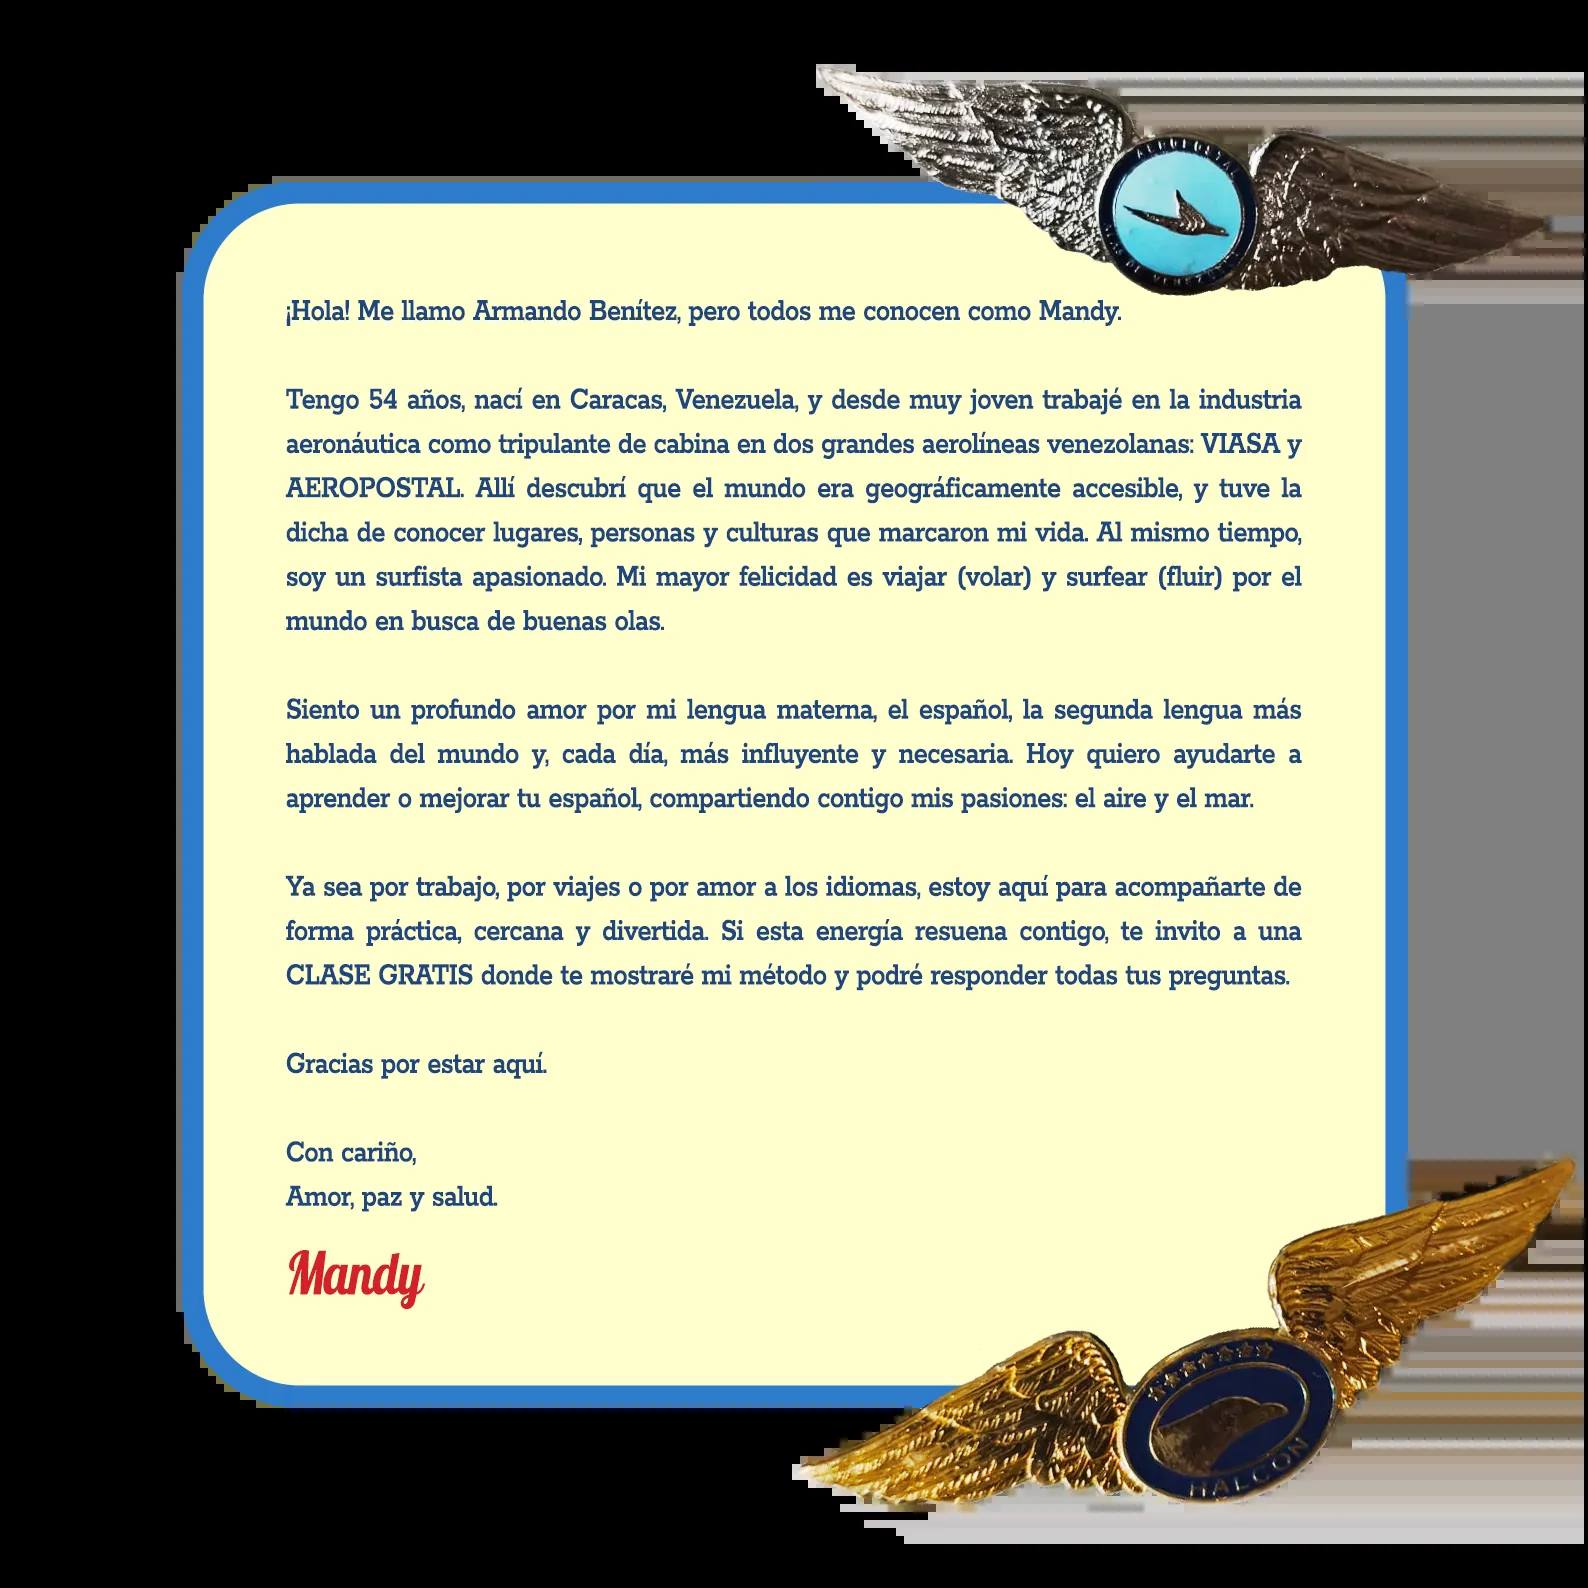 AEROPOSTAL
¡Hola! Me llamo Armando Benítez, pero todos me conocen como Mandy.
Tengo 54 años, nací en Caracas, Venezuela, y desde muy joven trabajé en la industria
aeronáutica como tripulante de cabina en dos grandes aerolíneas venezolanas: VIASA y
AEROPOSTAL. Allí descubrí que el mundo era geográficamente accesible, y tuve la
dicha de conocer lugares, personas y culturas que marcaron mi vida. Al mismo tiempo,
soy un surfista apasionado. Mi mayor felicidad es viajar (volar) y surfear (fluir) por el
mundo en busca de buenas olas.
Siento un profundo amor por mi lengua materna, el español, la segunda lengua más
hablada del mundo y, cada día, más influyente y necesaria. Hoy quiero ayudarte a
aprender o mejorar tu español, compartiendo contigo mis pasiones: el aire y el mar.
Ya sea por trabajo, por viajes o por amor a los idiomas, estoy aquí para acompañarte de
forma práctica, cercana y divertida. Si esta energía resuena contigo, te invito a una
CLASE GRATIS donde te mostraré mi método y podré responder todas tus preguntas.
Gracias por estar aquí.
Con cariño,
Amor, paz y salud.
Mandy
HALCON